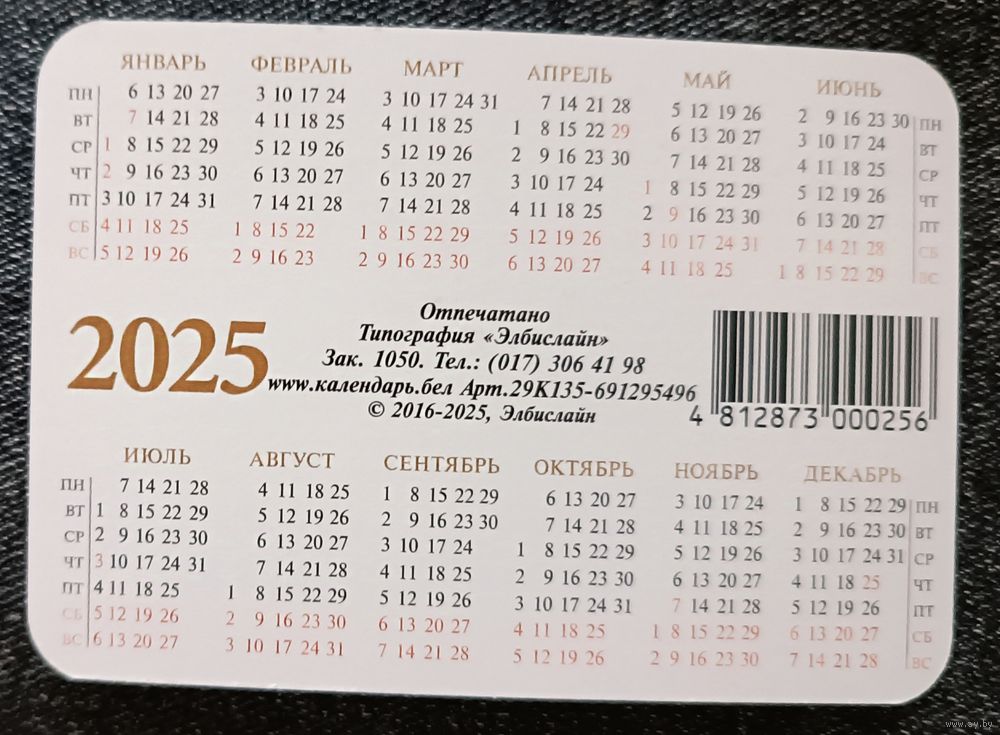 ЯНВАРЬ ФЕВРАЛЬ МАРТ АПРЕЛЬ МАЙ ИЮНЬ
ПН 6 13 20 27 3 10 17 24 3 10 17 24 31 7 14 21 28 5 12 19 26 2 9 16 23 30 ПН
ВТ 7 14 21 28 4 11 18 25 4 11 18 25 1 8 15 22 29 6 13 20 27 3 10 17 24 ВТ
СР 1 8 15 22 29 5 12 19 26 5 12 19 26 2 9 16 23 30 7 14 21 28 4 11 18 25 СР
ЧТ 2 9 16 23 30 6 13 20 27 6 13 20 27 3 10 17 24 1 8 15 22 29 5 12 19 26 ЧТ
ПТ 3 10 17 24 31 7 14 21 28 7 14 21 28 4 11 18 25 2 9 16 23 30 6 13 20 27 ПТ
СБ 4 11 18 25 1 8 15 22 1 8 15 22 29 5 12 19 26 3 10 17 24 31 7 14 21 28 СБ
ВС 5 12 19 26 2 9 16 23 2 9 16 23 30 6 13 20 27 4 11 18 25 1 8 15 22 29 ВС
2025
Отпечатано
Типография «Элбислайн»
Зак. 1050. Тел.: (017) 306 41 98
www.календарь.бел Арт.29К135-691295496
© 2016-2025, Элбислайн
4 812873 000256
ИЮЛЬ АВГУСТ СЕНТЯБРЬ ОКТЯБРЬ НОЯБРЬ ДЕКАБРЬ
ПН 7 14 21 28 4 11 18 25 1 8 15 22 29 6 13 20 27 3 10 17 24 1 8 15 22 29 ПН
ВТ 1 8 15 22 29 5 12 19 26 2 9 16 23 30 7 14 21 28 4 11 18 25 2 9 16 23 30 ВТ
СР 2 9 16 23 30 6 13 20 27 3 10 17 24 1 8 15 22 29 5 12 19 26 3 10 17 24 31 СР
ЧТ 3 10 17 24 31 7 14 21 28 4 11 18 25 2 9 16 23 30 6 13 20 27 4 11 18 25 ЧТ
ПТ 4 11 18 25 1 8 15 22 29 5 12 19 26 3 10 17 24 31 7 14 21 28 5 12 19 26 ПТ
СБ 5 12 19 26 2 9 16 23 30 6 13 20 27 4 11 18 25 1 8 15 22 29 6 13 20 27 СБ
ВС 6 13 20 27 3 10 17 24 31 7 14 21 28 5 12 19 26 2 9 16 23 30 7 14 21 28 ВС
www.ay.by